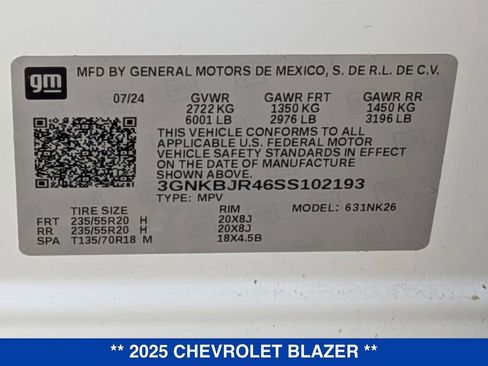 gm
MFD BY GENERAL MOTORS DE MEXICO, S. DE R.L. DE C.V.
07/24 GVWR GAWR FRT GAWR RR
2722 KG 1350 KG 1450 KG
6001 LB 2976 LB 3196 LB
THIS VEHICLE CONFORMS TO ALL
APPLICABLE U.S. FEDERAL MOTOR
VEHICLE SAFETY STANDARDS IN EFFECT
ON THE DATE OF MANUFACTURE
SHOWN ABOVE.
3GNKBJR46SS102193
TYPE: MPV MODEL: 631NK26
TIRE SIZE RIM
FRT 235/55R20 H 20X8J
RR 235/55R20 H 20X8J
SPA T135/70R18 M 18X4.5B
** 2025 CHEVROLET BLAZER **